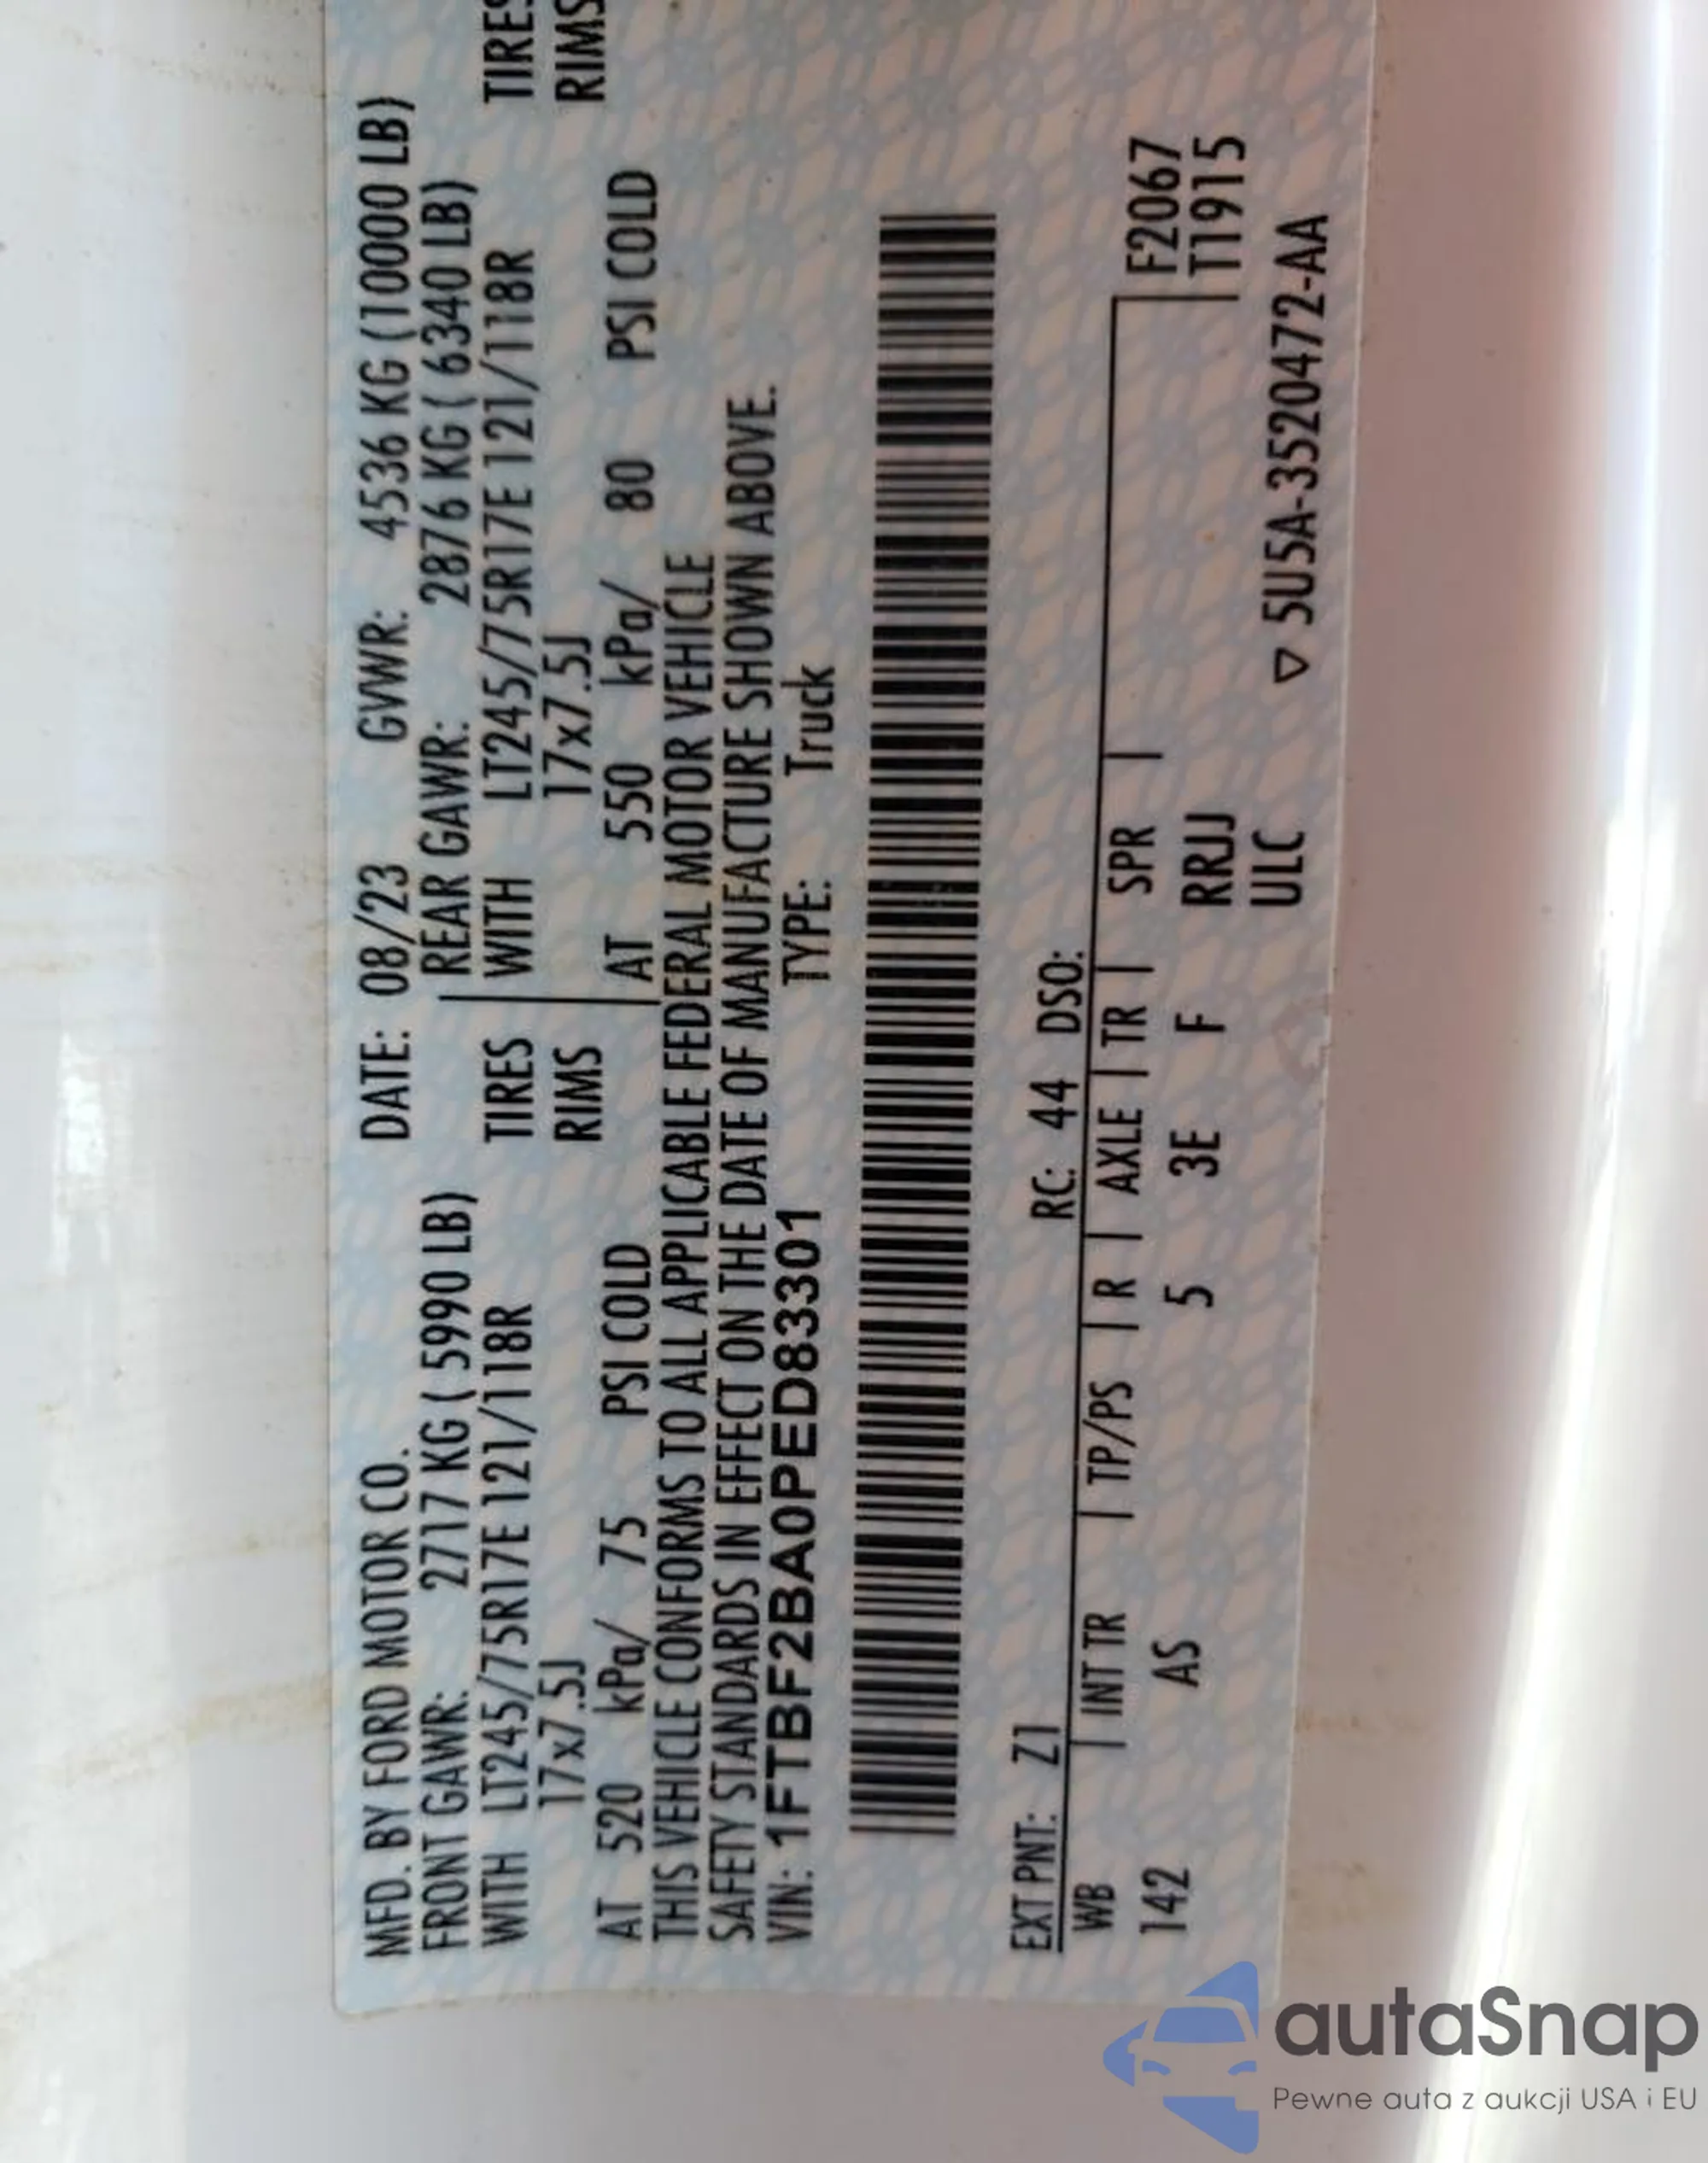 MFD. BY FORD MOTOR CO. DATE: 08/23 GVWR: 4536 KG (10000 LB)
FRONT GAWR: 2717 KG ( 5990 LB) REAR GAWR: 2876 KG ( 6340 LB)
WITH LT245/75R17E 121/118R TIRES WITH LT245/75R17E 121/118R TIRES
17x7.5J RIMS 17x7.5J RIMS
AT 520 kPa/ 75 PSI COLD AT 550 kPa/ 80 PSI COLD
THIS VEHICLE CONFORMS TO ALL APPLICABLE FEDERAL MOTOR VEHICLE
SAFETY STANDARDS IN EFFECT ON THE DATE OF MANUFACTURE SHOWN ABOVE.
VIN: 1FTBF2BA0PED83301 TYPE: Truck
EXT PNT: Z1 RC: 44 DSO:
WB | INT TR | TP/PS | R | AXLE | TR | SPR | F2067
142 AS 5 3E F RRJJ T1915
ULC ▽ 5U5A-3520472-AA
autaSnap
Pewne auta z aukcji USA i EU